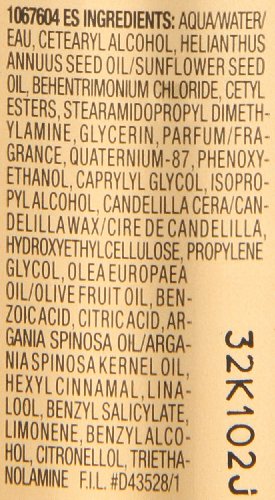 1067604 ES INGREDIENTS: AQUA/WATER/
EAU, CETEARYL ALCOHOL, HELIANTHUS
ANNUUS SEED OIL/SUNFLOWER SEED
OIL, BEHENTRIMONIUM CHLORIDE, CETYL
ESTERS, STEARAMIDOPROPYL DIMETH-
YLAMINE, GLYCERIN, PARFUM/FRA-
GRANCE, QUATERNIUM-87, PHENOXY-
ETHANOL, CAPRYLYL GLYCOL, ISOPRO-
PYL ALCOHOL, CANDELILLA CERA/CAN-
DELILLA WAX/CIRE DE CANDELILLA,
HYDROXYETHYLCELLULOSE, PROPYLENE
GLYCOL, OLEA EUROPAEA
OIL/OLIVE FRUIT OIL, BEN-
ZOIC ACID, CITRIC ACID, AR-
GANIA SPINOSA OIL/ARGA-
NIA SPINOSA KERNEL OIL,
HEXYL CINNAMAL, LINA-
LOOL, BENZYL SALICYLATE,
LIMONENE, BENZYL ALCO-
HOL, CITRONELLOL, TRIETHA-
NOLAMINE  F.I.L. #D43528/1
32K102J